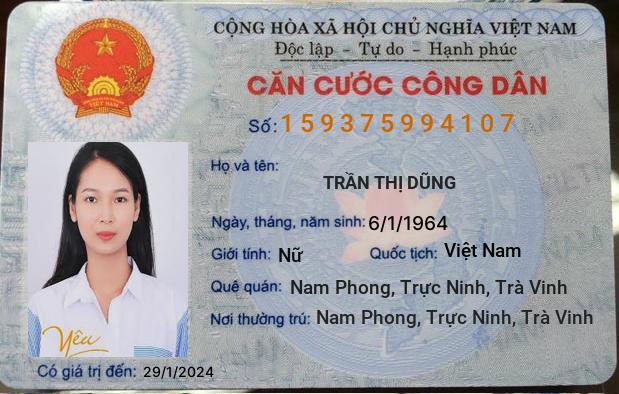 CỘNG HÒA XÃ HỘI CHỦ NGHĨA VIỆT NAM
Độc lập - Tự do - Hạnh phúc
CĂN CƯỚC CÔNG DÂN
Số: 159375994107
Họ và tên:
TRẦN THỊ DŨNG
Ngày, tháng, năm sinh: 6/1/1964
Giới tính: Nữ Quốc tịch: Việt Nam
Quê quán: Nam Phong, Trực Ninh, Trà Vinh
Nơi thường trú: Nam Phong, Trực Ninh, Trà Vinh
Yêu
Có giá trị đến: 29/1/2024
VIỆT NAM